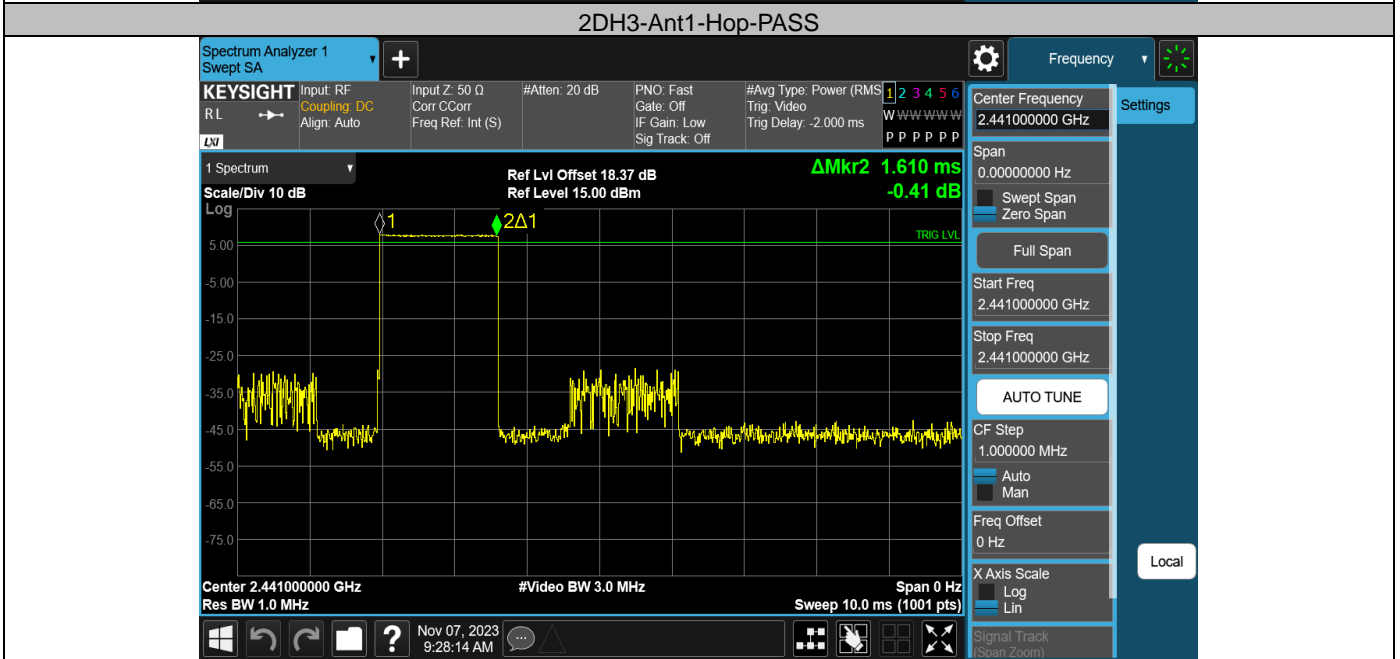 2DH3-Ant1-Hop-PASS
Spectrum Analyzer 1
Swept SA
+
Frequency
KEYSIGHT
RL
LXI
Input: RF
Coupling: DC
Align: Auto
Input Z: 50 Ω
Corr CCorr
Freq Ref: Int (S)
#Atten: 20 dB
PNO: Fast
Gate: Off
IF Gain: Low
Sig Track: Off
#Avg Type: Power (RMS
Trig: Video
Trig Delay: -2.000 ms
1 2 3 4 5 6
W W W W W W
P P P P P P
1 Spectrum
Scale/Div 10 dB
Ref Lvl Offset 18.37 dB
Ref Level 15.00 dBm
ΔMkr2 1.610 ms
-0.41 dB
Log
1
2Δ1
TRIG LVL
5.00
-5.00
-15.0
-25.0
-35.0
-45.0
-55.0
-65.0
-75.0
Center 2.441000000 GHz
#Video BW 3.0 MHz
Span 0 Hz
Res BW 1.0 MHz
Sweep 10.0 ms (1001 pts)
Center Frequency
2.441000000 GHz
Settings
Span
0.00000000 Hz
Swept Span
Zero Span
Full Span
Start Freq
2.441000000 GHz
Stop Freq
2.441000000 GHz
AUTO TUNE
CF Step
1.000000 MHz
Auto
Man
Freq Offset
0 Hz
Local
X Axis Scale
Log
Lin
Signal Track
(Span Zoom)
?
Nov 07, 2023
9:28:14 AM